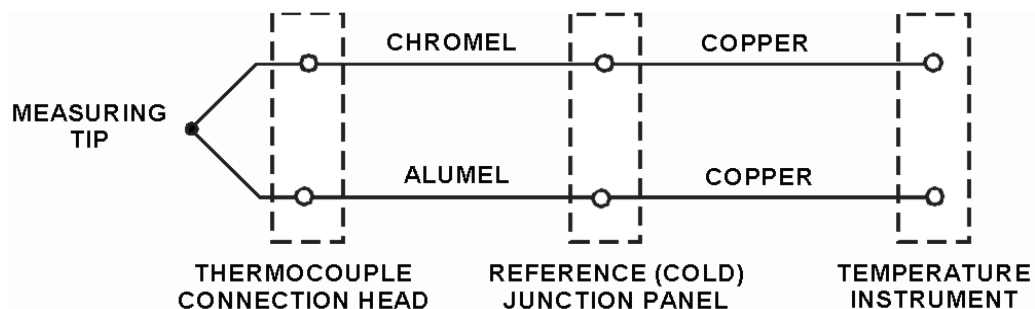 CHROMEL
COPPER
MEASURING
TIP
ALUMEL
COPPER
THERMOCOUPLE
CONNECTION HEAD
REFERENCE (COLD)
JUNCTION PANEL
TEMPERATURE
INSTRUMENT